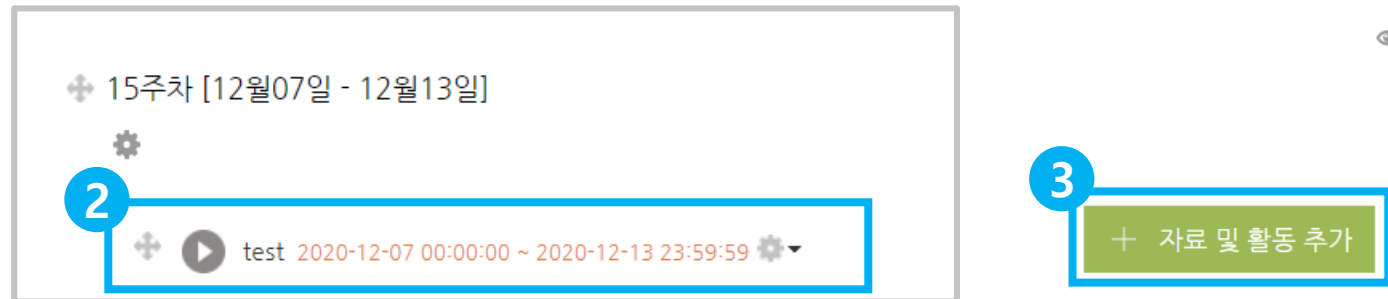 15주차 [12월07일 - 12월13일]
2
test 2020-12-07 00:00:00 ~ 2020-12-13 23:59:59
3
+ 자료 및 활동 추가